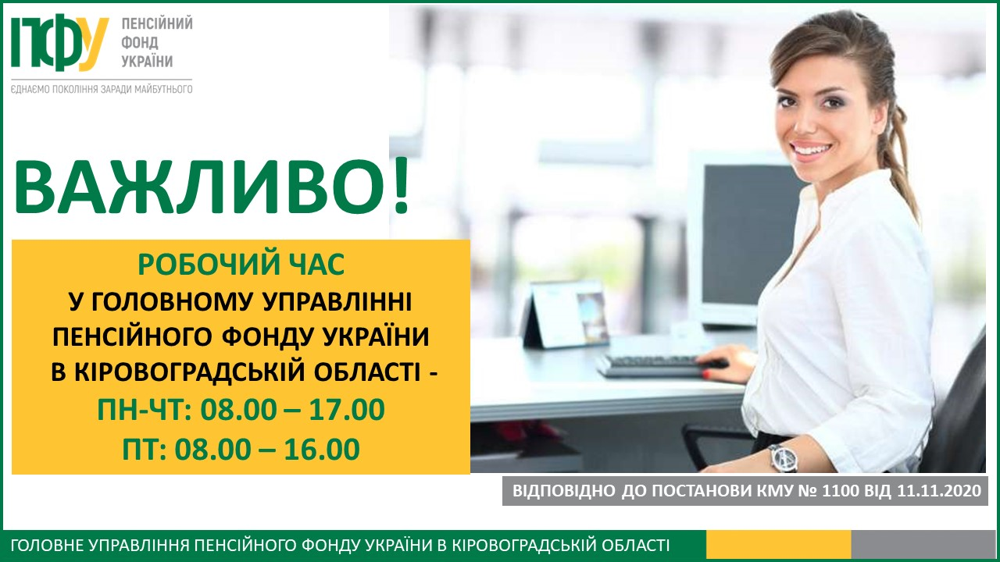 ПФУ
ПЕНСІЙНИЙ
ФОНД
УКРАЇНИ
ЄДНАЄМО ПОКОЛІННЯ ЗАРАДИ МАЙБУТНЬОГО
ВАЖЛИВО!
РОБОЧИЙ ЧАС
У ГОЛОВНОМУ УПРАВЛІННІ
ПЕНСІЙНОГО ФОНДУ УКРАЇНИ
В КІРОВОГРАДСЬКІЙ ОБЛАСТІ -
ПН-ЧТ: 08.00 – 17.00
ПТ: 08.00 – 16.00
ВІДПОВІДНО ДО ПОСТАНОВИ КМУ № 1100 ВІД 11.11.2020
ГОЛОВНЕ УПРАВЛІННЯ ПЕНСІЙНОГО ФОНДУ УКРАЇНИ В КІРОВОГРАДСЬКІЙ ОБЛАСТІ